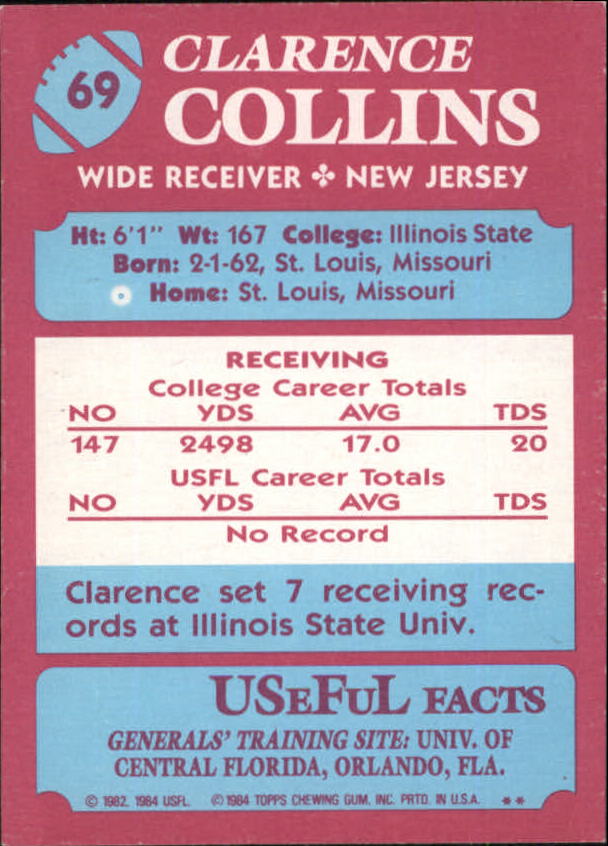 69
CLARENCE
COLLINS
WIDE RECEIVER ✤ NEW JERSEY
Ht: 6'1" Wt: 167 College: Illinois State
Born: 2-1-62, St. Louis, Missouri
Home: St. Louis, Missouri
RECEIVING
College Career Totals
NO YDS AVG TDS
147 2498 17.0 20
USFL Career Totals
NO YDS AVG TDS
No Record
Clarence set 7 receiving rec-
ords at Illinois State Univ.
USeFuL FACTS
GENERALS' TRAINING SITE: UNIV. OF
CENTRAL FLORIDA, ORLANDO, FLA.
© 1982, 1984 USFL. © 1984 TOPPS CHEWING GUM, INC. PRTD. IN U.S.A. **